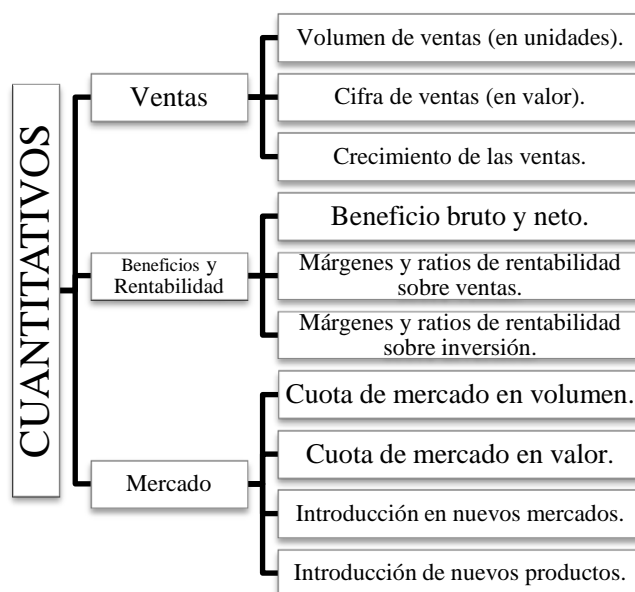 CUANTITATIVOS
Ventas
Volumen de ventas (en unidades).
Cifra de ventas (en valor).
Crecimiento de las ventas.
Beneficios y
Rentabilidad
Beneficio bruto y neto.
Márgenes y ratios de rentabilidad
sobre ventas.
Márgenes y ratios de rentabilidad
sobre inversión.
Mercado
Cuota de mercado en volumen.
Cuota de mercado en valor.
Introducción en nuevos mercados.
Introducción de nuevos productos.